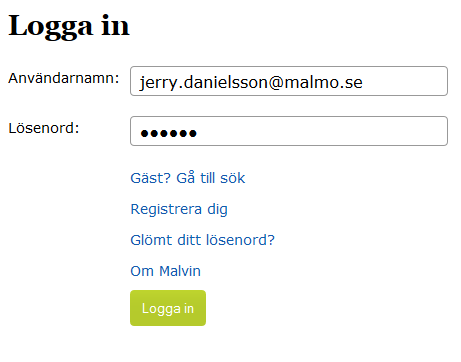 Logga in
Användarnamn: jerry.danielsson@malmo.se
Lösenord: ••••••
Gäst? Gå till sök
Registrera dig
Glömt ditt lösenord?
Om Malvin
Logga in